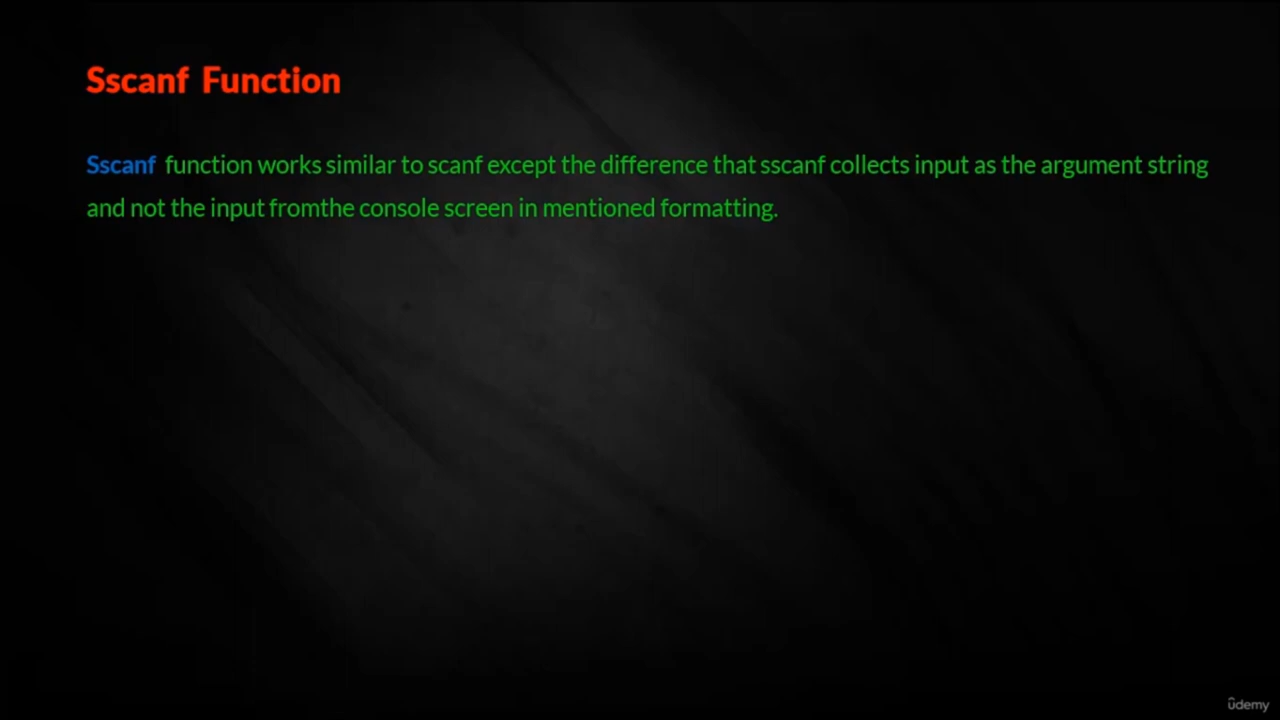 Sscanf Function
Sscanf function works similar to scanf except the difference that sscanf collects input as the argument string
and not the input fromthe console screen in mentioned formatting.
ûdemy